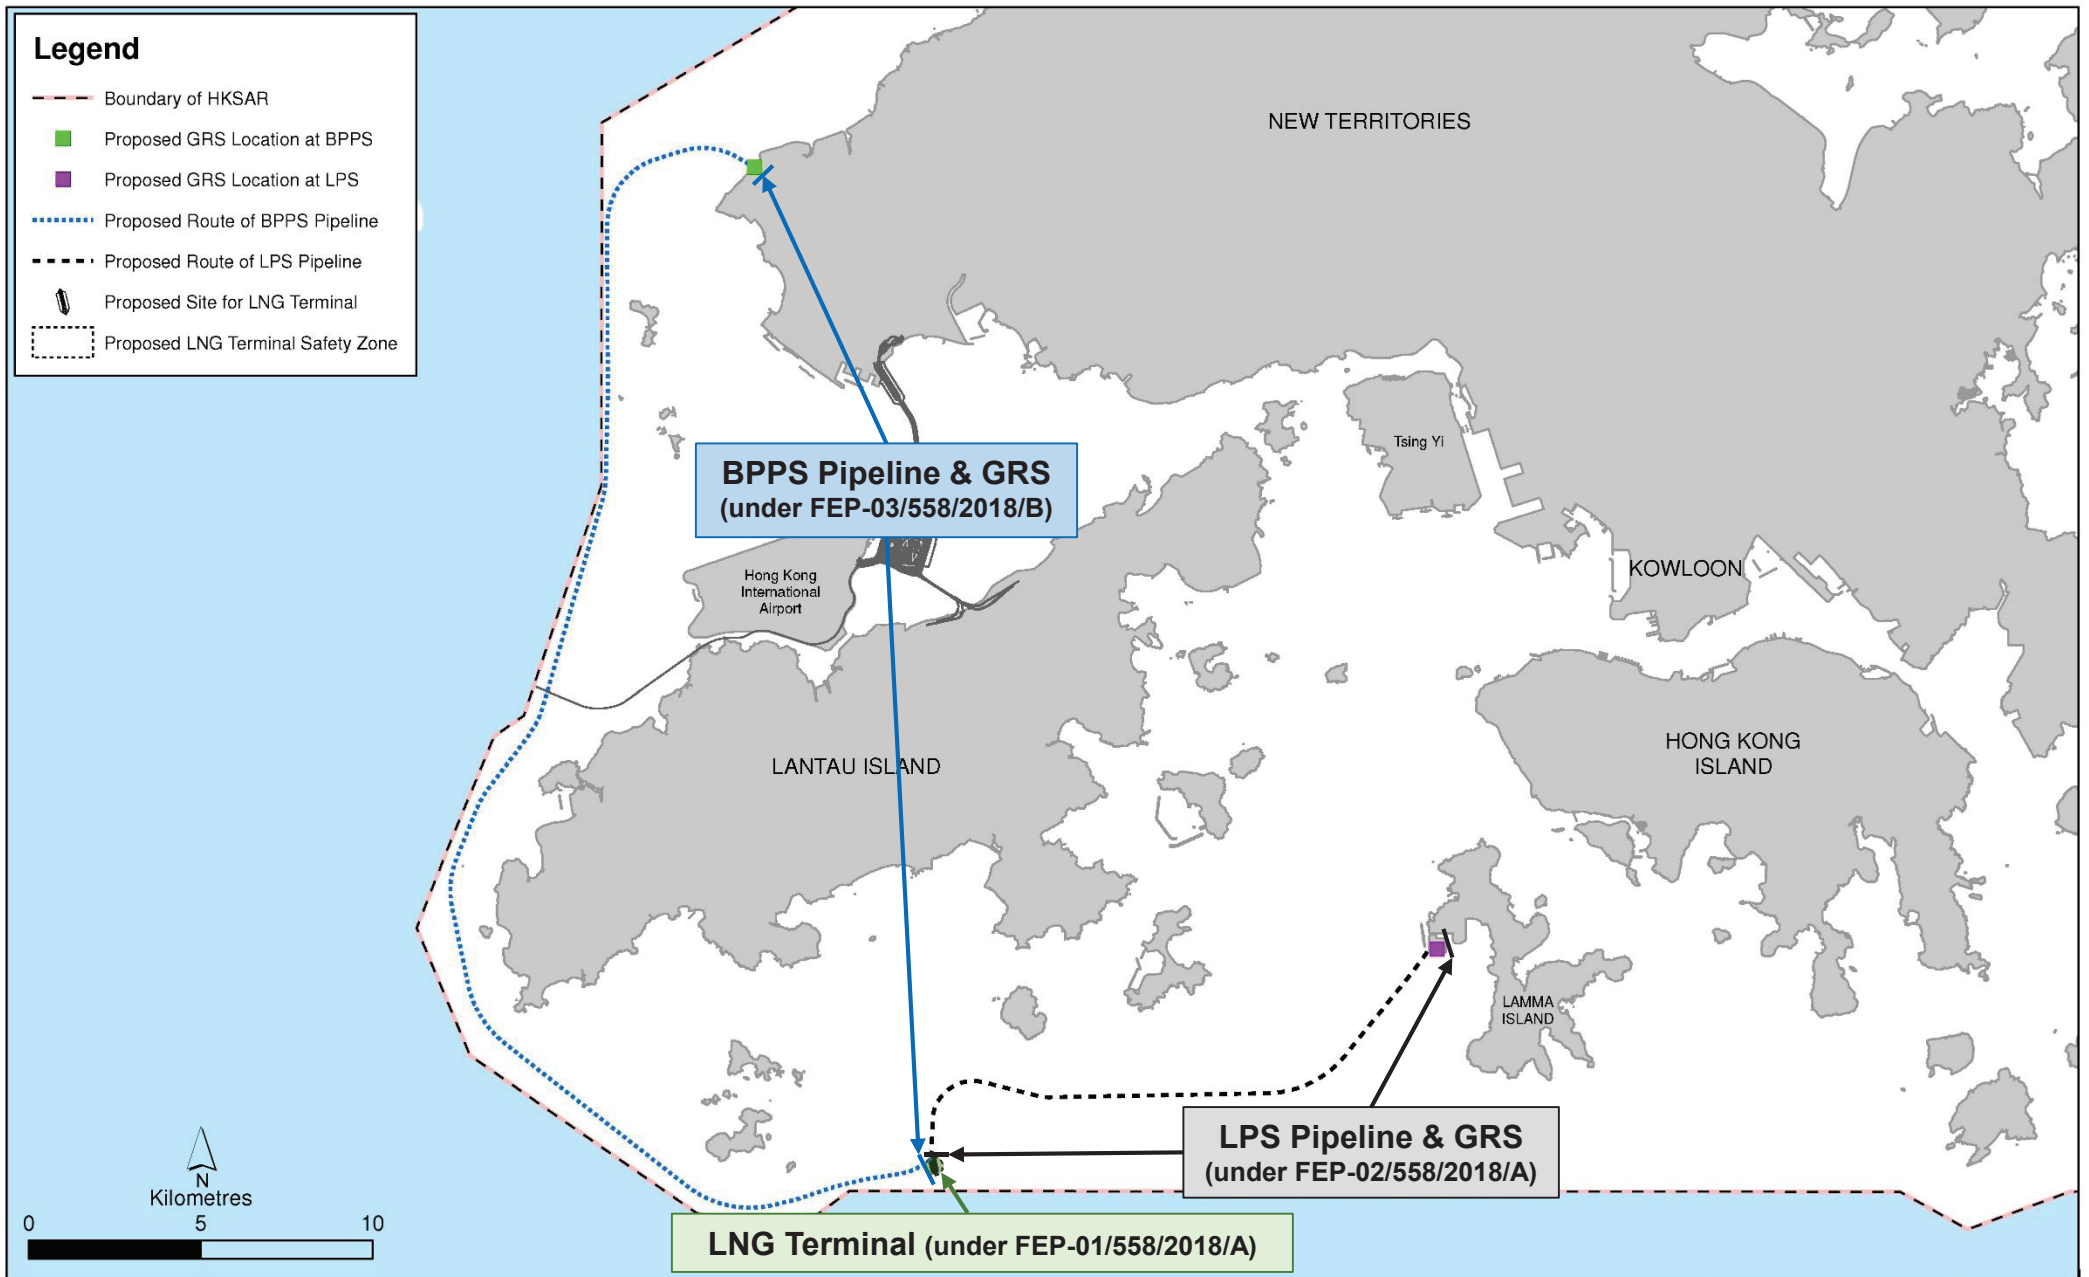 Legend
Boundary of HKSAR
Proposed GRS Location at BPPS
Proposed GRS Location at LPS
Proposed Route of BPPS Pipeline
Proposed Route of LPS Pipeline
Proposed Site for LNG Terminal
Proposed LNG Terminal Safety Zone
NEW TERRITORIES
Tsing Yi
BPPS Pipeline & GRS
(under FEP-03/558/2018/B)
Hong Kong
International
Airport
KOWLOON
LANTAU ISLAND
HONG KONG
ISLAND
LAMMA
ISLAND
LPS Pipeline & GRS
(under FEP-02/558/2018/A)
LNG Terminal (under FEP-01/558/2018/A)
N
Kilometres
0 5 10